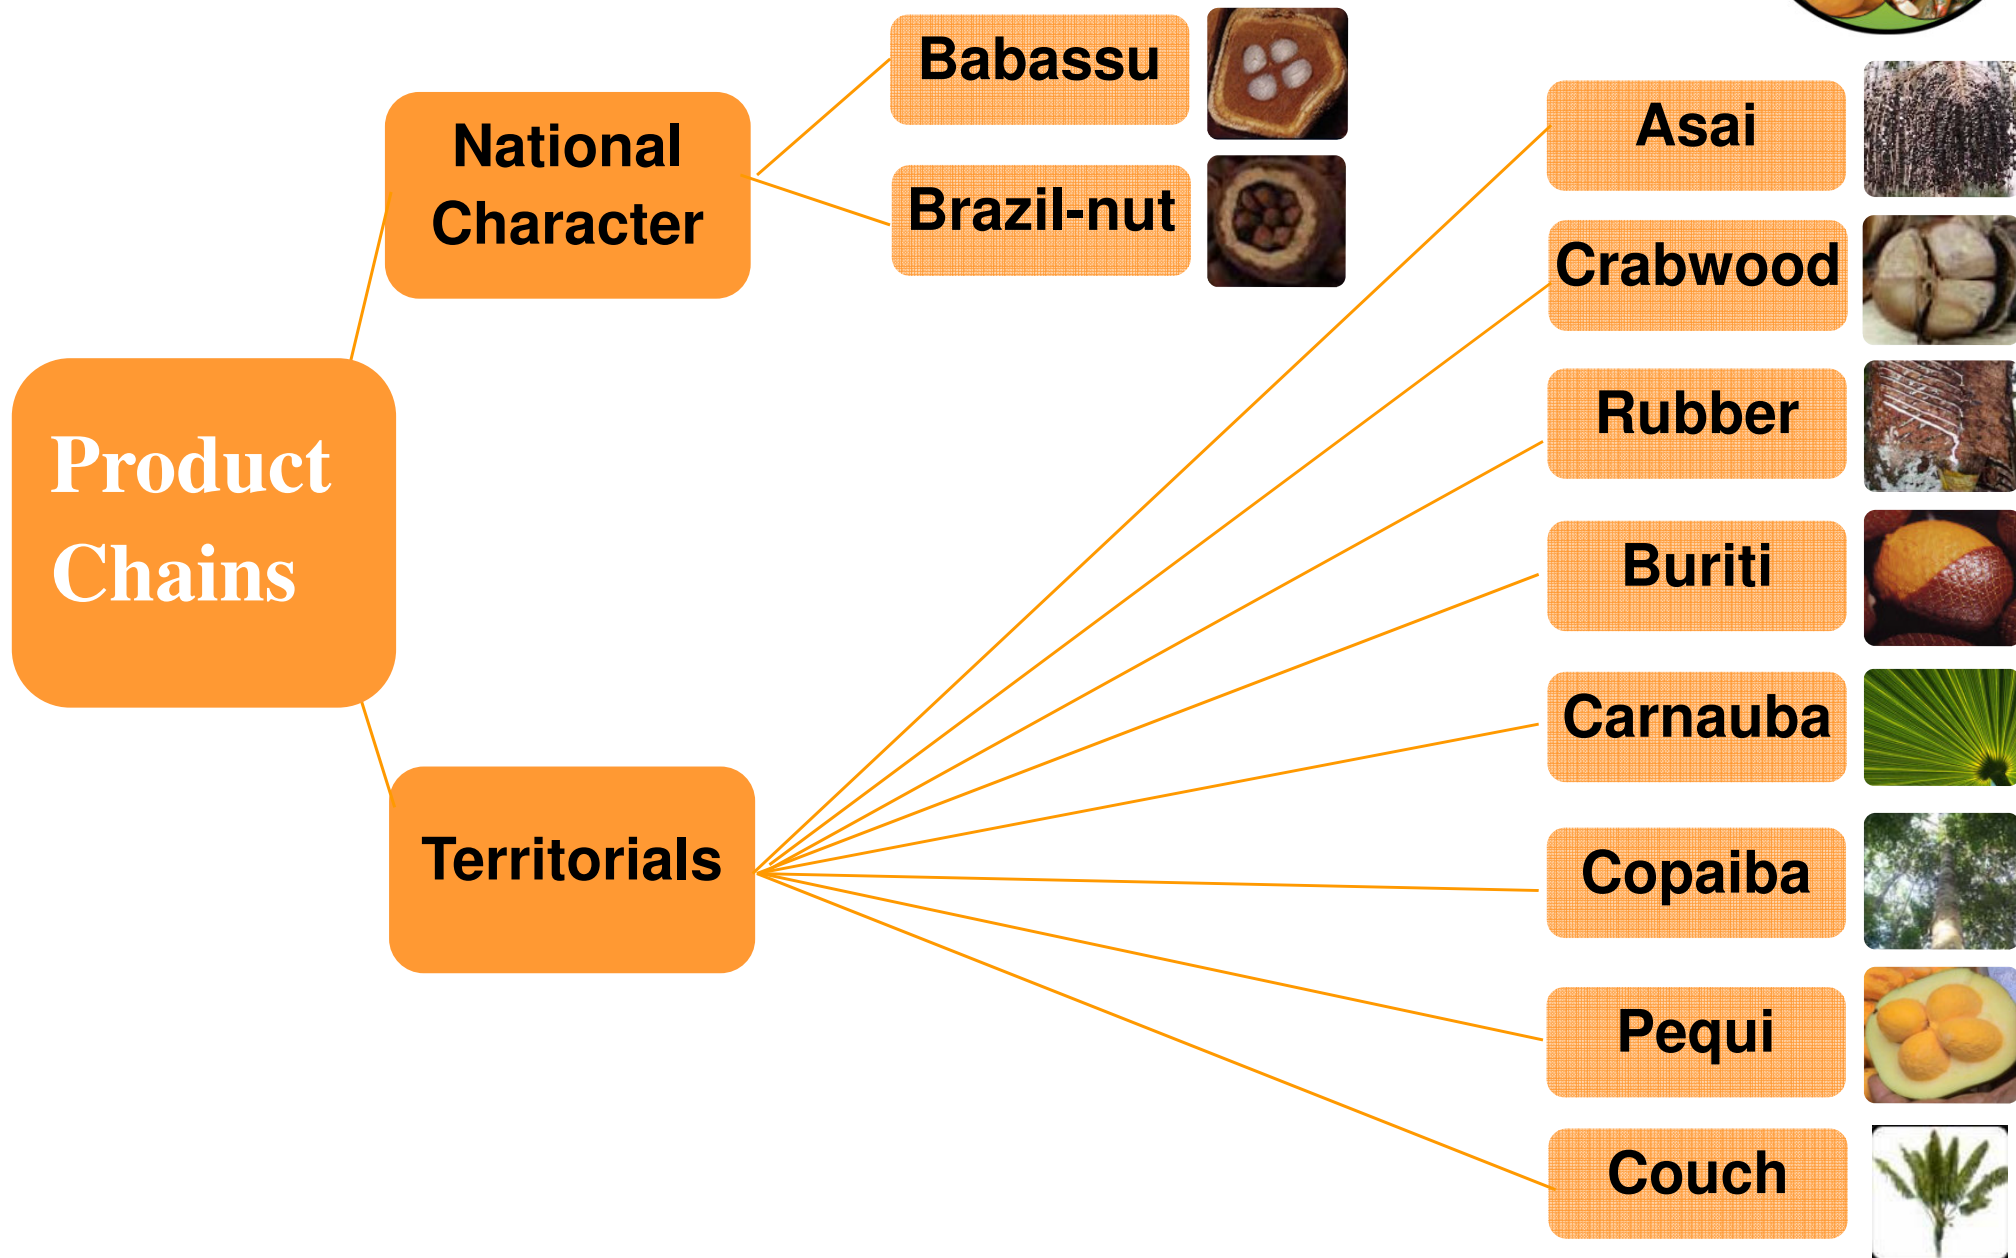 Product
Chains
National
Character
Babassu
Brazil-nut
Territorials
Asai
Crabwood
Rubber
Buriti
Carnauba
Copaiba
Pequi
Couch